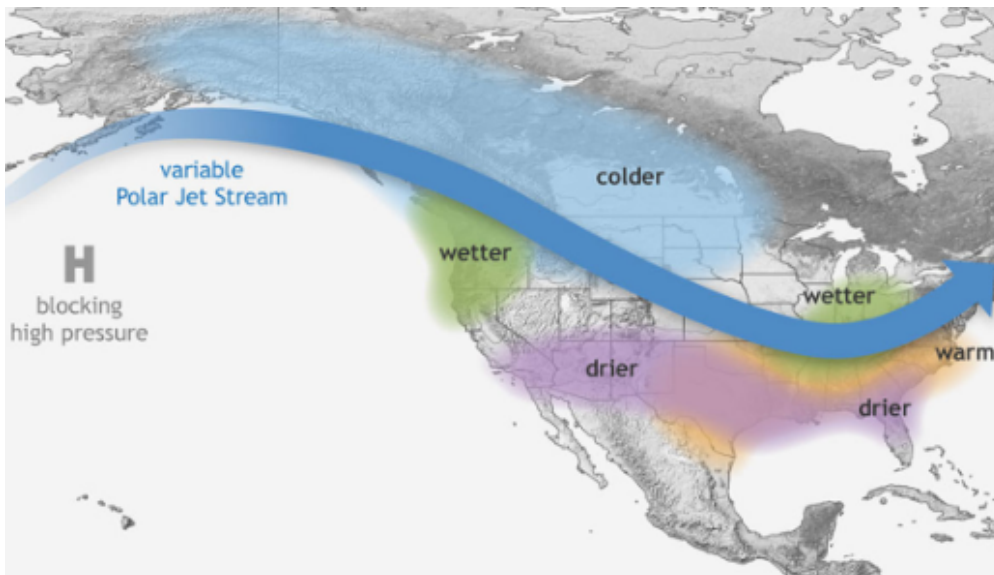 variable
Polar Jet Stream
colder
wetter
H
blocking
high pressure
wetter
warm
drier
drier